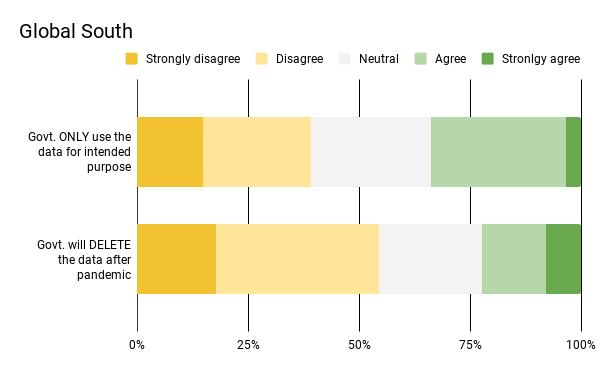 Global South
Strongly disagree Disagree Neutral Agree Stronlgy agree
Govt. ONLY use the
data for intended
purpose
Govt. will DELETE
the data after
pandemic
0% 25% 50% 75% 100%